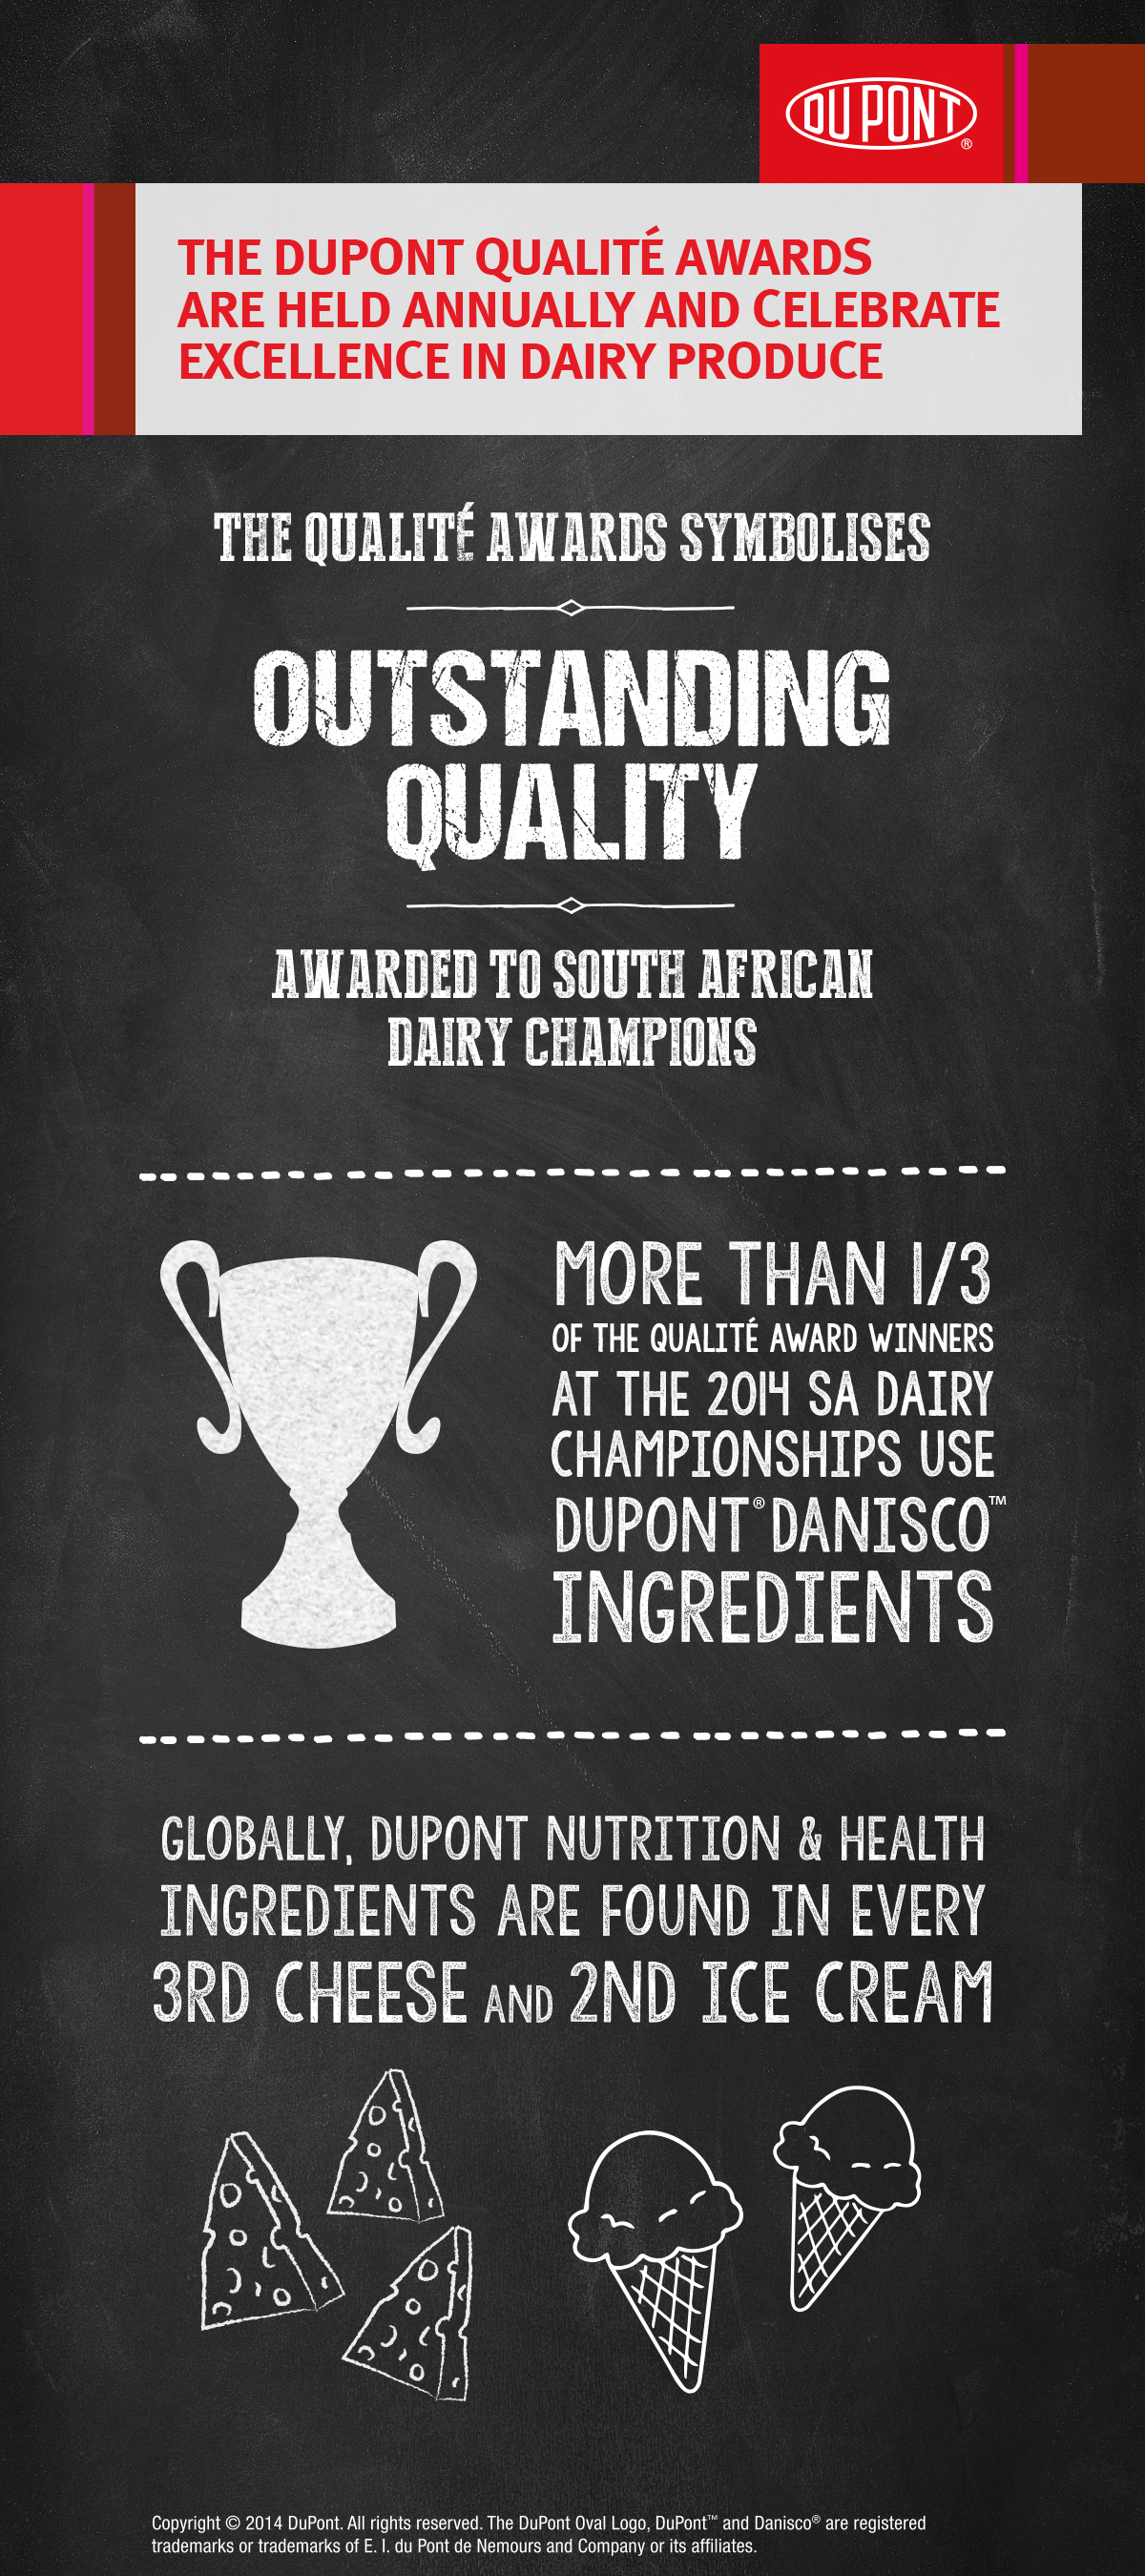 DU PONT®
THE DUPONT QUALITÉ AWARDS
ARE HELD ANNUALLY AND CELEBRATE
EXCELLENCE IN DAIRY PRODUCE
THE QUALITÉ AWARDS SYMBOLISES
OUTSTANDING
QUALITY
AWARDED TO SOUTH AFRICAN
DAIRY CHAMPIONS
MORE THAN 1/3
OF THE QUALITÉ AWARD WINNERS
AT THE 2014 SA DAIRY
CHAMPIONSHIPS USE
DUPONT® DANISCO™
INGREDIENTS
GLOBALLY, DUPONT NUTRITION & HEALTH
INGREDIENTS ARE FOUND IN EVERY
3RD CHEESE AND 2ND ICE CREAM
Copyright © 2014 DuPont. All rights reserved. The DuPont Oval Logo, DuPont™ and Danisco® are registered
trademarks or trademarks of E. I. du Pont de Nemours and Company or its affiliates.